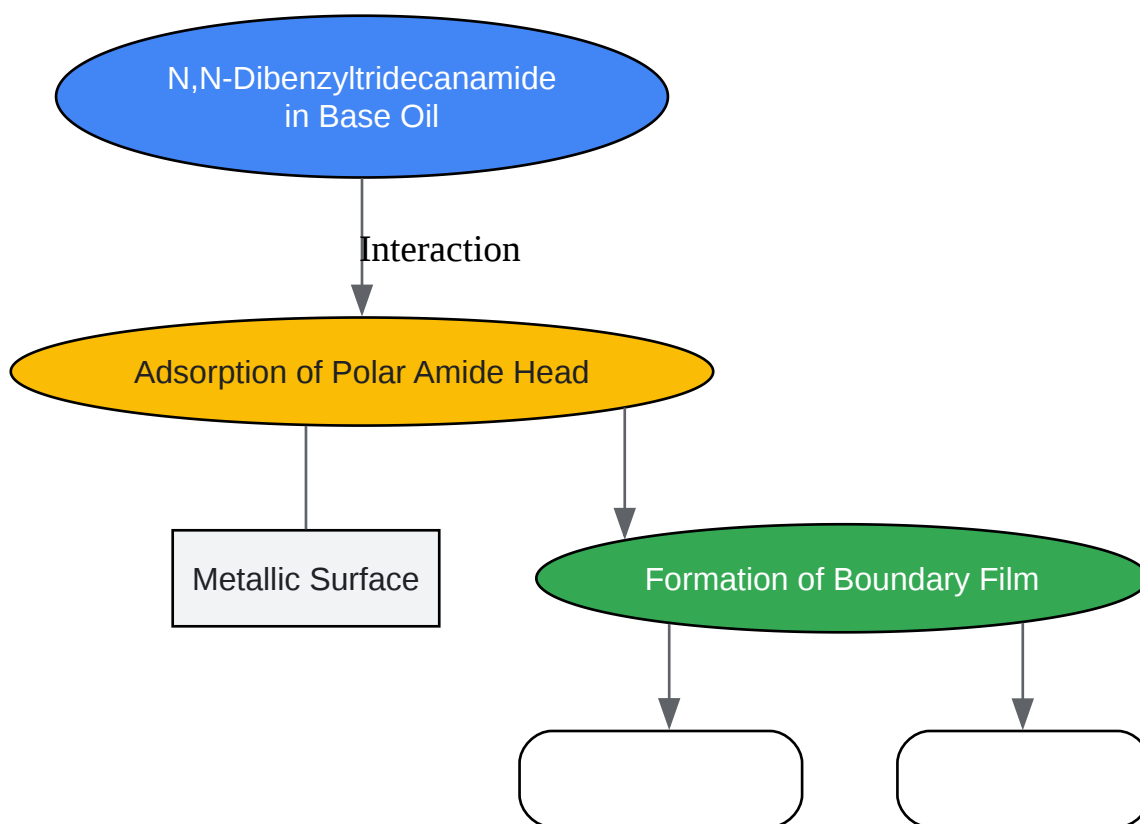 N,N-Dibenzyltridecanamide
in Base Oil
Interaction
Adsorption of Polar Amide Head
Metallic Surface
Formation of Boundary Film